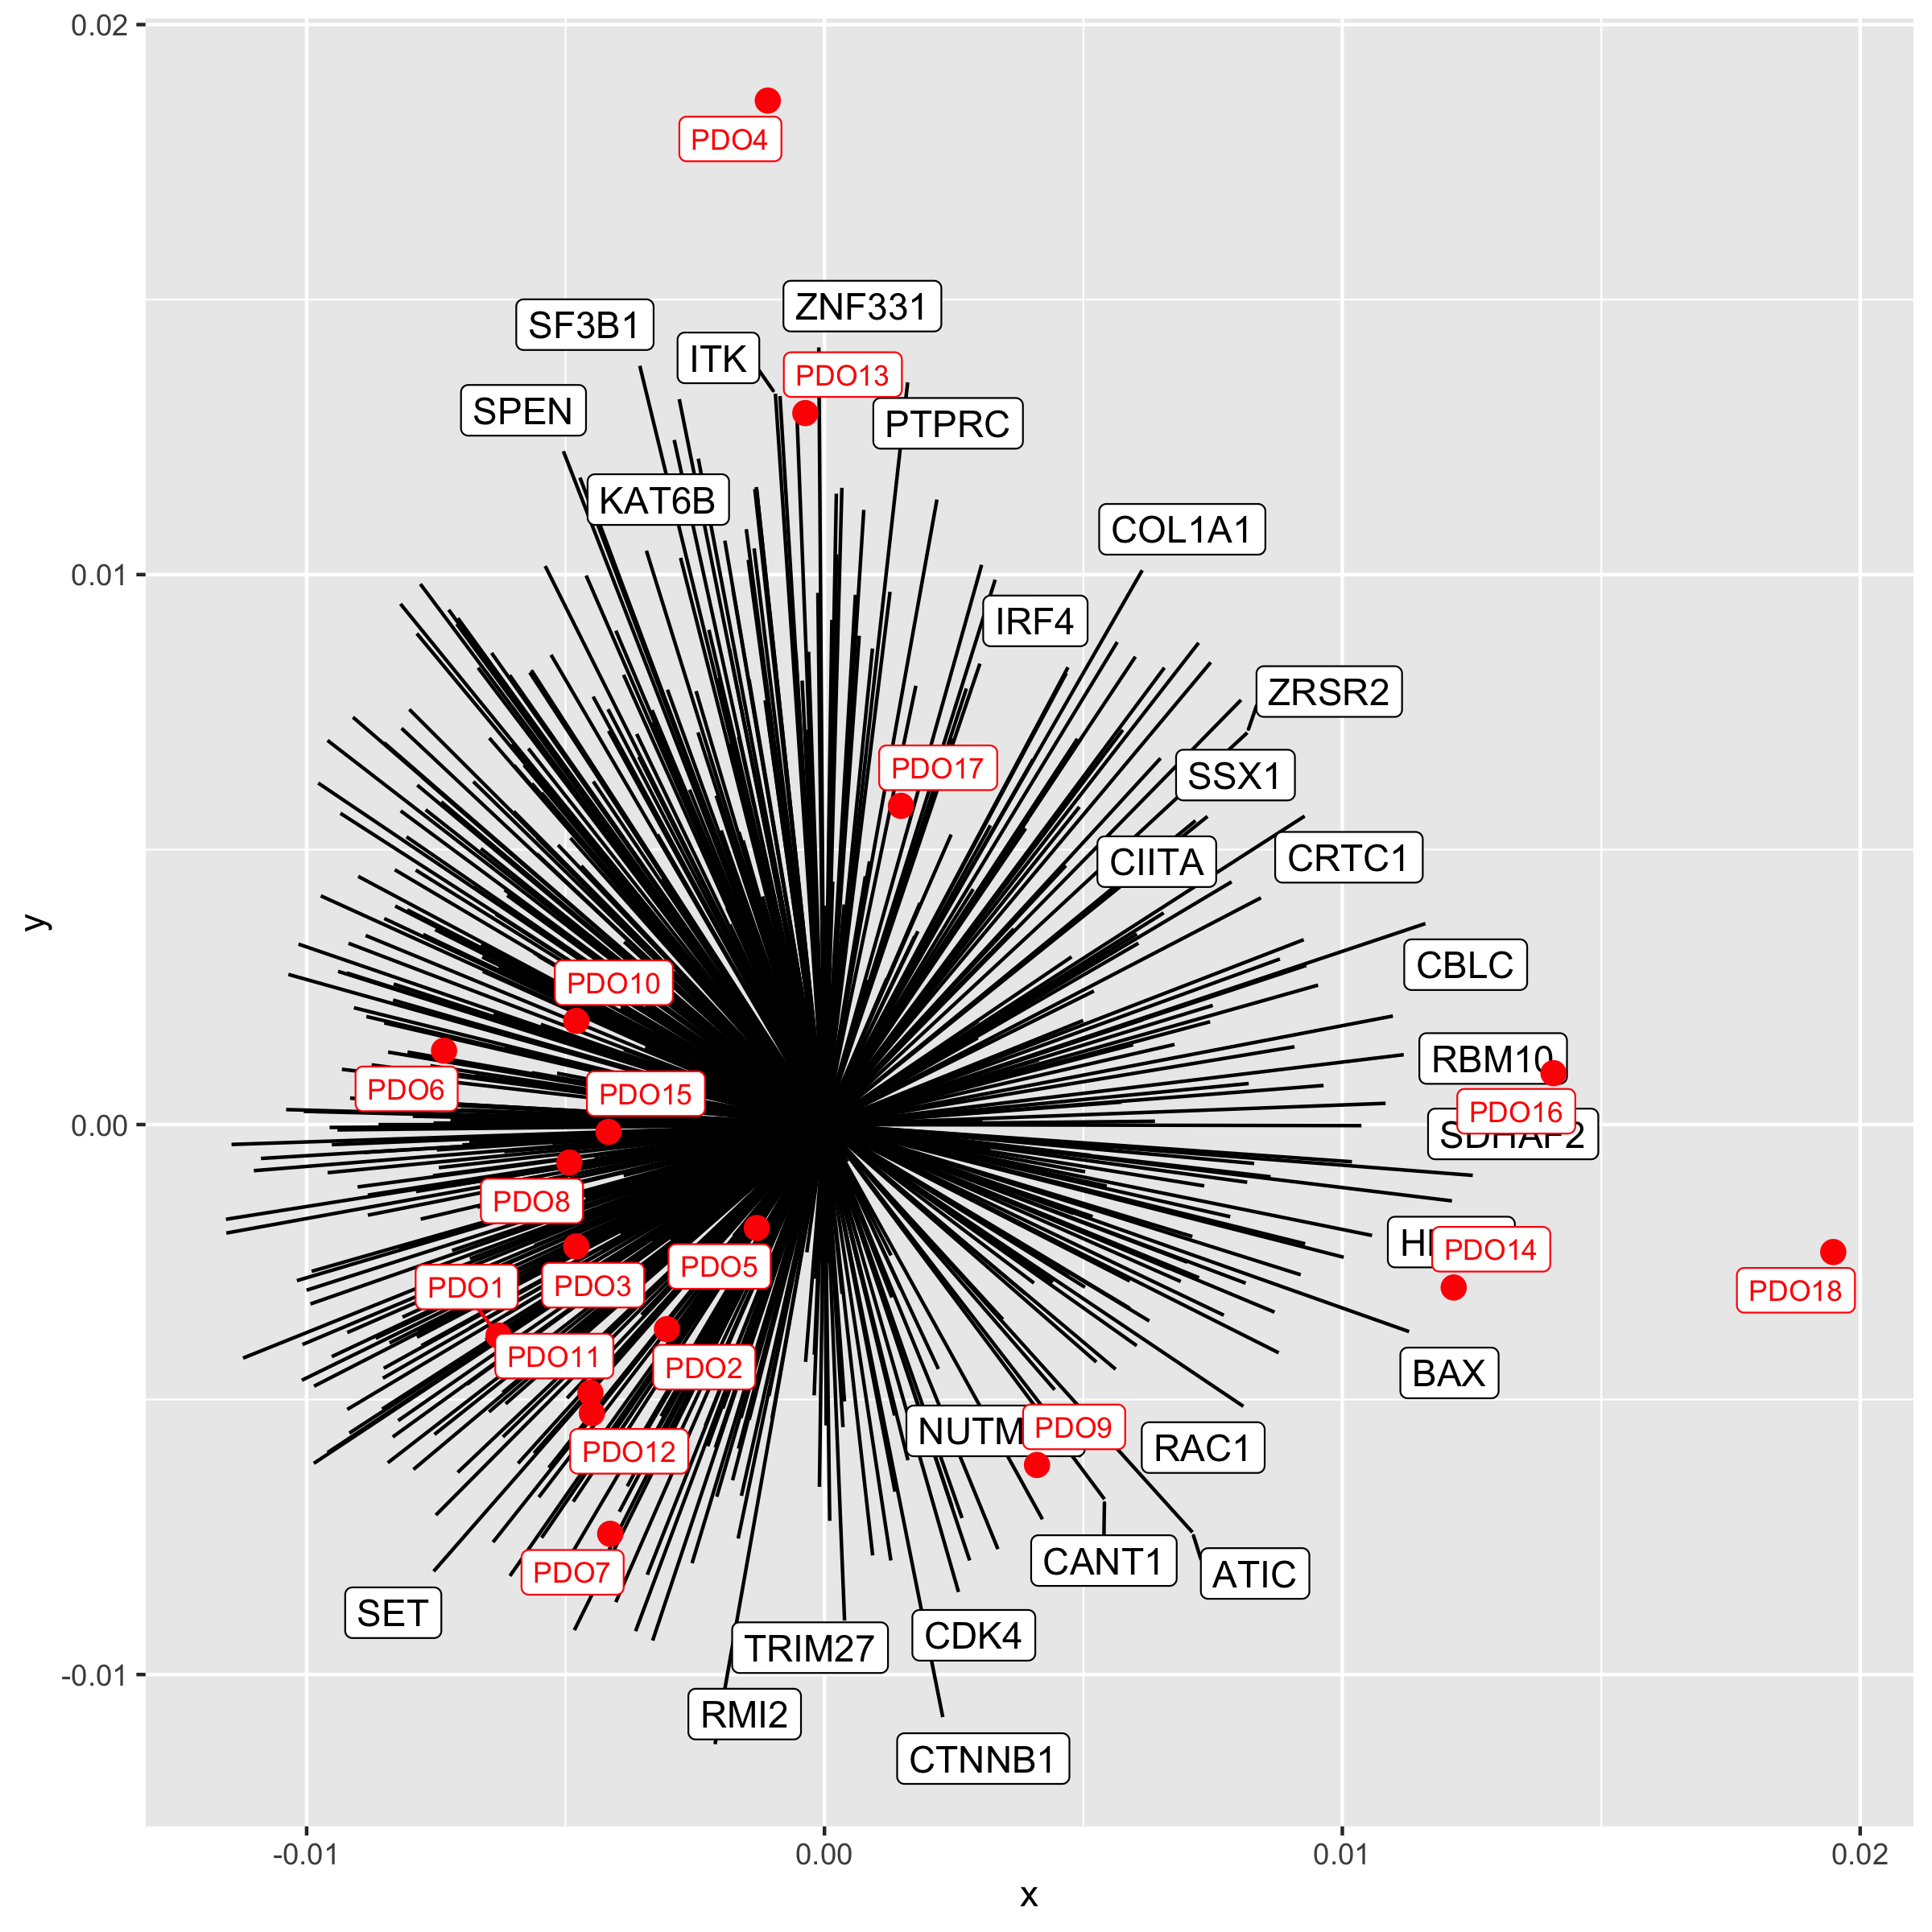 0.02
PDO4
ZNF331
SF3B1
ITK
PDO13
SPEN
PTPRC
KAT6B
COL1A1
0.01
IRF4
ZRSR2
PDO17
SSX1
CIITA
CRTC1
CBLC
PDO10
RBM10
PDO6
PDO15
PDO16
0.00
SDHAF2
PDO8
PDO14
PDO5
PDO3
PDO1
PDO18
PDO11
PDO2
BAX
PDO9
NUTM
RAC1
PDO12
CANT1
PDO7
ATIC
SET
CDK4
TRIM27
-0.01
RMI2
CTNNB1
y
-0.01
0.00
0.01
0.02
x